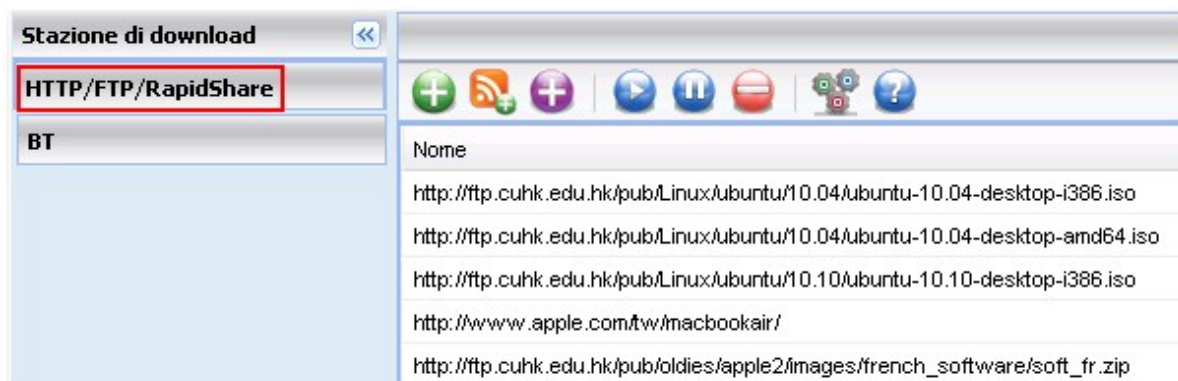 Stazione di download
HTTP/FTP/RapidShare
BT
Nome
http://ftp.cuhk.edu.hk/pub/Linux/ubuntu/10.04/ubuntu-10.04-desktop-i386.iso
http://ftp.cuhk.edu.hk/pub/Linux/ubuntu/10.04/ubuntu-10.04-desktop-amd64.iso
http://ftp.cuhk.edu.hk/pub/Linux/ubuntu/10.10/ubuntu-10.10-desktop-i386.iso
http://www.apple.com/tw/macbookair/
http://ftp.cuhk.edu.hk/pub/oldies/apple2/images/french_software/soft_fr.zip